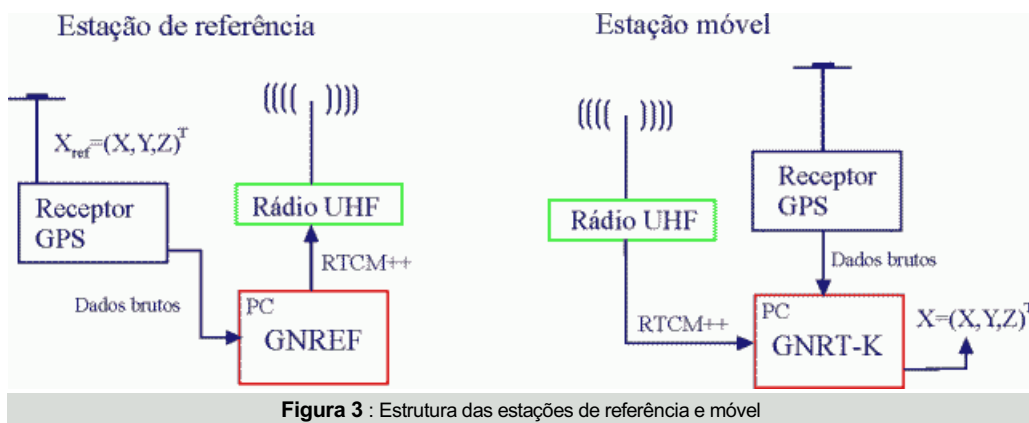 Estação de referência
X_ref=(X,Y,Z)^T
Receptor
GPS
Dados brutos
((((  ))))
Rádio UHF
RTCM++
PC
GNREF
Estação móvel
((((  ))))
Rádio UHF
RTCM++
Receptor
GPS
Dados brutos
PC
GNRT-K
X=(X,Y,Z)^T
Figura 3 : Estrutura das estações de referência e móvel